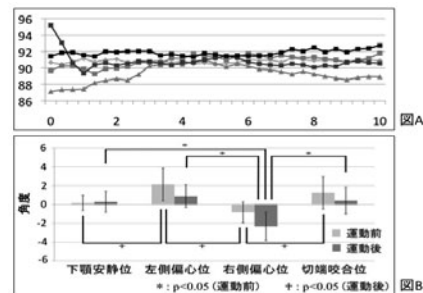 96
94
92
90
88
86
0 2 4 6 8 10
図A
6
4
2
0
-2
-4
-6
角度
*
*
*
+
+
+
運動前
運動後
下顎安静位 左側偏心位 右側偏心位 切端咬合位
*：p<0.05（運動前） +：p<0.05（運動後）
図B